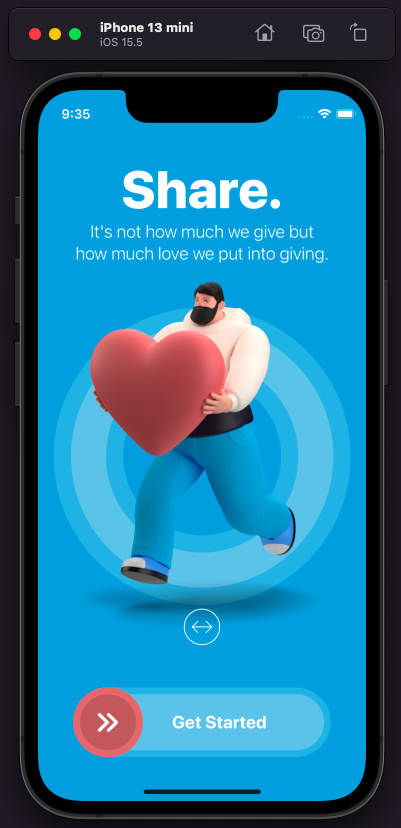 iPhone 13 mini
iOS 15.5
9:35
Share.
It's not how much we give but
how much love we put into giving.
Get Started